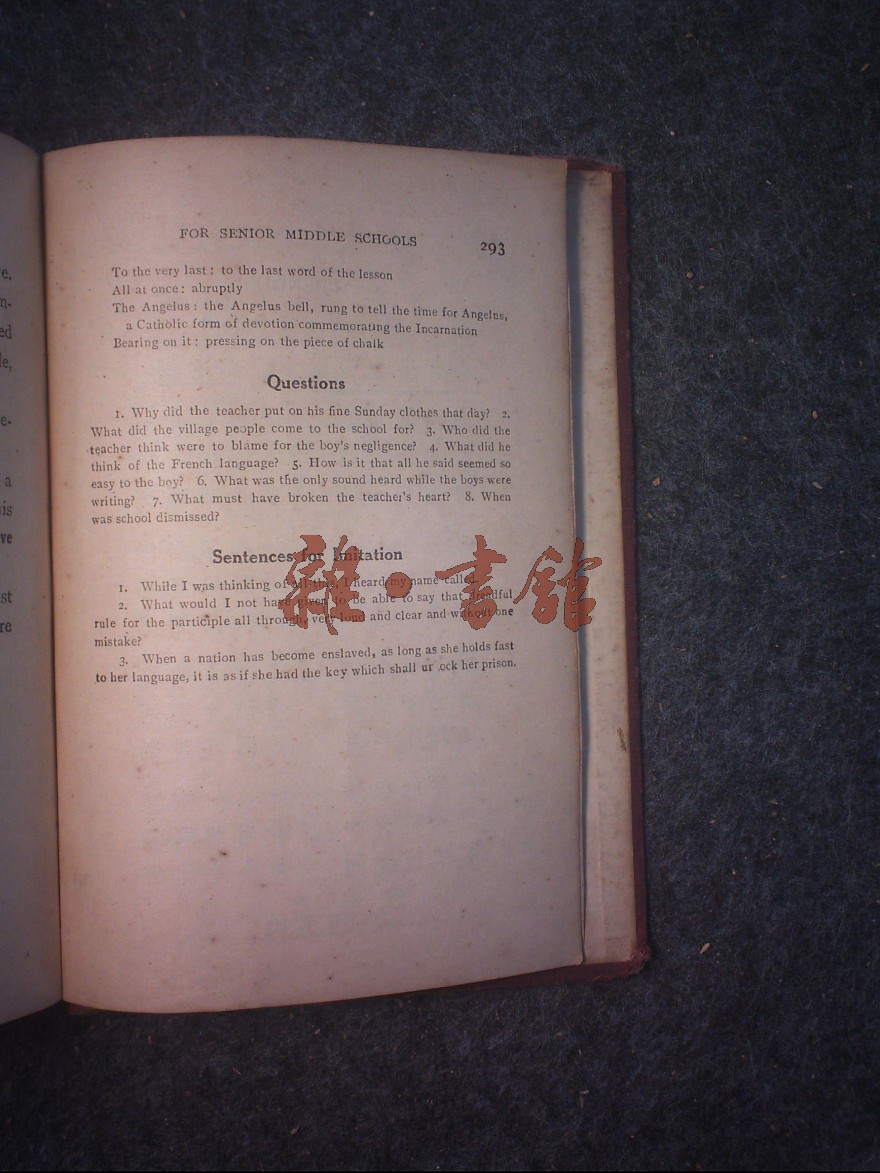 FOR SENIOR MIDDLE SCHOOLS 293
To the very last : to the last word of the lesson
All at once : abruptly
The Angelus : the Angelus bell, rung to tell the time for Angelus,
a Catholic form of devotion commemorating the Incarnation
Bearing on it : pressing on the piece of chalk
Questions
1. Why did the teacher put on his fine Sunday clothes that day? 2.
What did the village people come to the school for? 3. Who did the
teacher think were to blame for the boy's negligence? 4. What did he
think of the French language? 5. How is it that all he said seemed so
easy to the boy? 6. What was the only sound heard while the boys were
writing? 7. What must have broken the teacher's heart? 8. When
was school dismissed?
Sentences for Imitation
1. While I was thinking of all this, I heard my name called.
2. What would I not have given to be able to say that dreadful
rule for the participle all through, very loud and clear and without one
mistake?
3. When a nation has become enslaved, as long as she holds fast
to her language, it is as if she had the key which shall ur ock her prison.
雜·書館